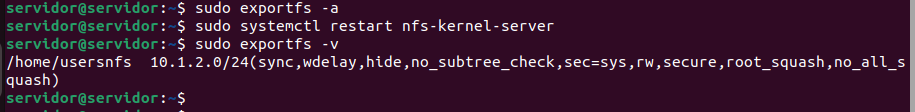 servidor@servidor:~$ sudo exportfs -a
servidor@servidor:~$ sudo systemctl restart nfs-kernel-server
servidor@servidor:~$ sudo exportfs -v
/home/usersnfs  10.1.2.0/24(sync,wdelay,hide,no_subtree_check,sec=sys,rw,secure,root_squash,no_all_s
quash)
servidor@servidor:~$